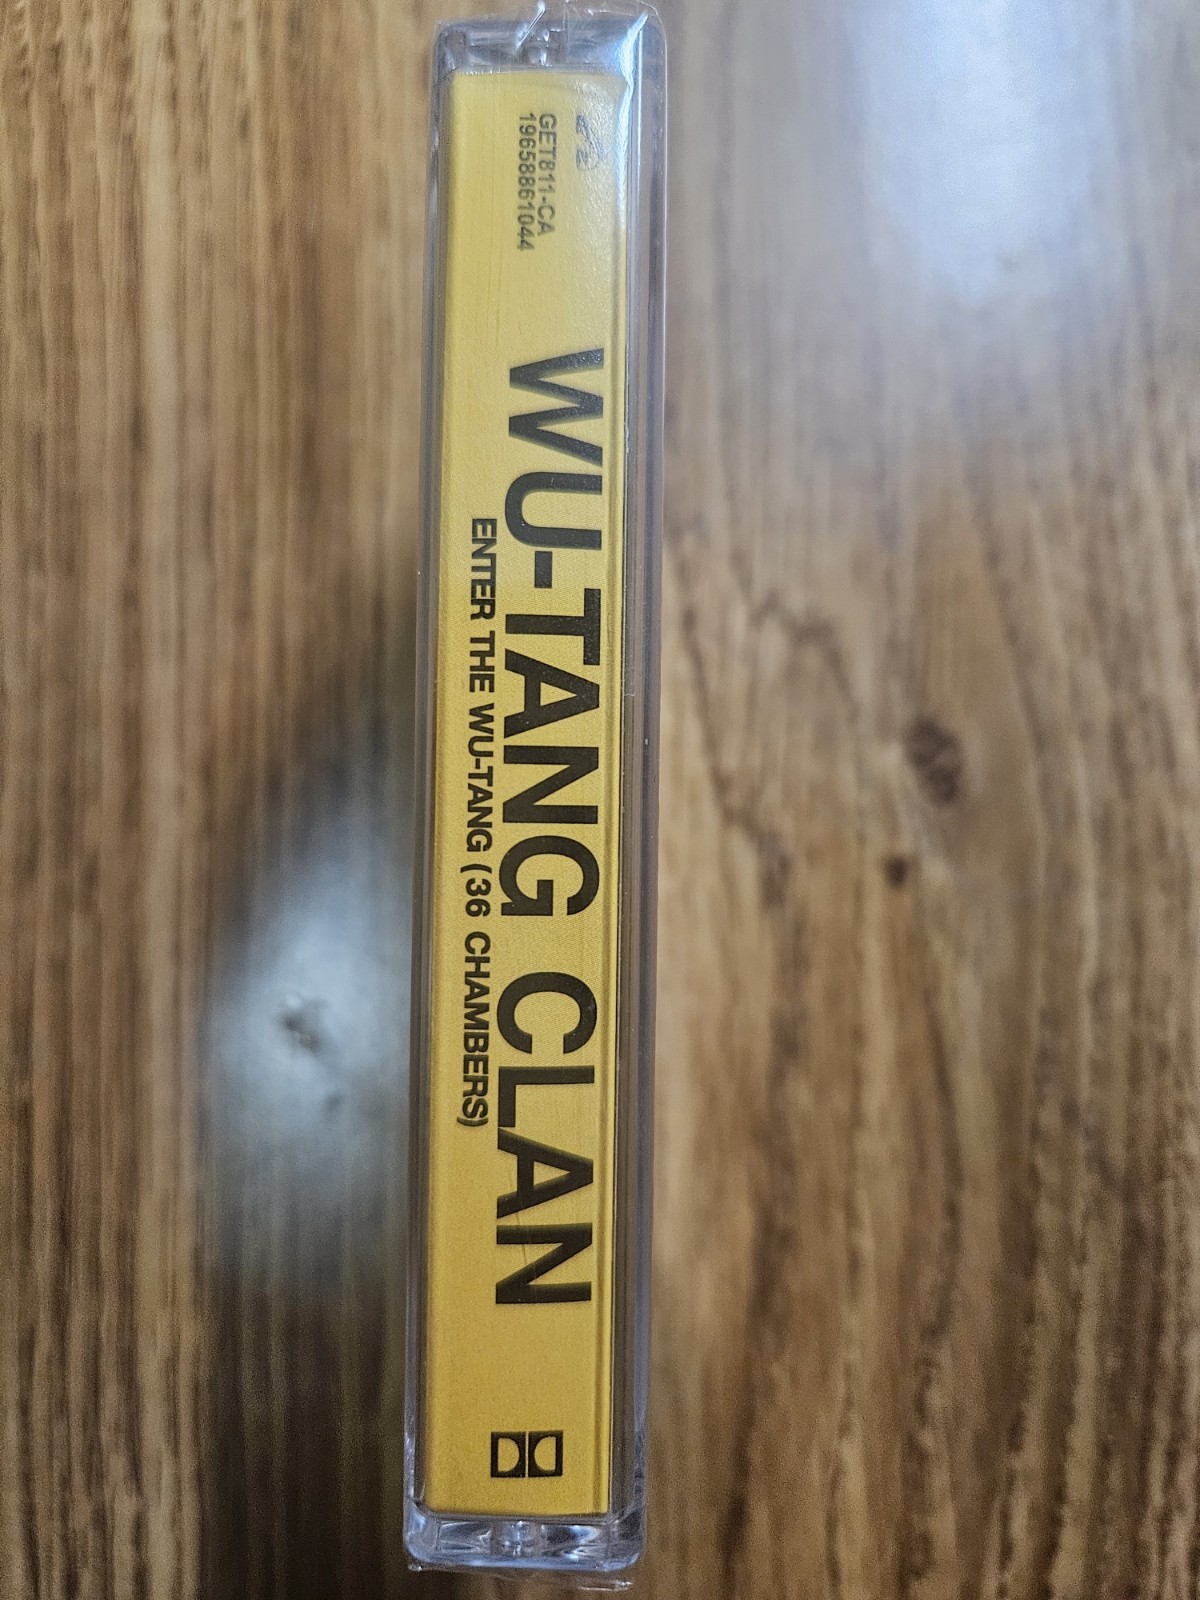 GET811-CA
19658861044
WU-TANG CLAN
ENTER THE WU-TANG (36 CHAMBERS)